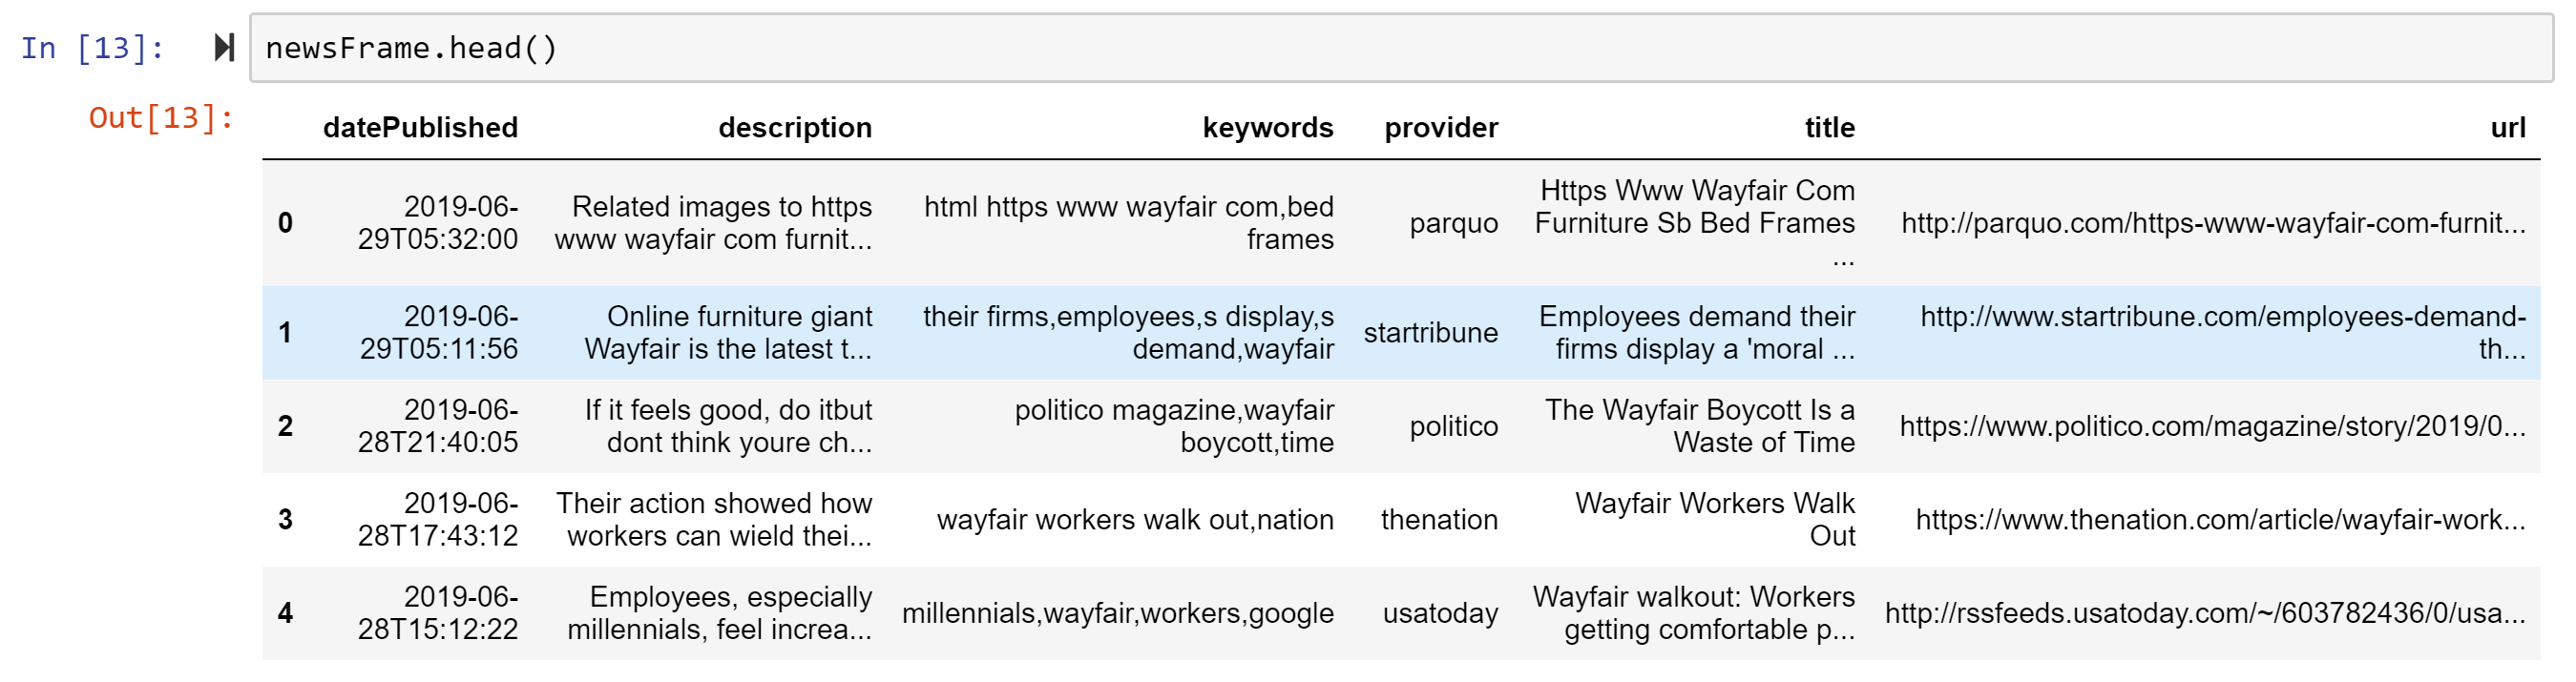 In [13]: newsFrame.head()
Out[13]:
datePublished description keywords provider title url
0 2019-06-29T05:32:00 Related images to https www wayfair com furnit... html https www wayfair com,bed frames parquo Https Www Wayfair Com Furniture Sb Bed Frames ... http://parquo.com/https-www-wayfair-com-furnit...
1 2019-06-29T05:11:56 Online furniture giant Wayfair is the latest t... their firms,employees,s display,s demand,wayfair startribune Employees demand their firms display a 'moral ... http://www.startribune.com/employees-demand-th...
2 2019-06-28T21:40:05 If it feels good, do itbut dont think youre ch... politico magazine,wayfair boycott,time politico The Wayfair Boycott Is a Waste of Time https://www.politico.com/magazine/story/2019/0...
3 2019-06-28T17:43:12 Their action showed how workers can wield thei... wayfair workers walk out,nation thenation Wayfair Workers Walk Out https://www.thenation.com/article/wayfair-work...
4 2019-06-28T15:12:22 Employees, especially millennials, feel increa... millennials,wayfair,workers,google usatoday Wayfair walkout: Workers getting comfortable p... http://rssfeeds.usatoday.com/~/603782436/0/usa...